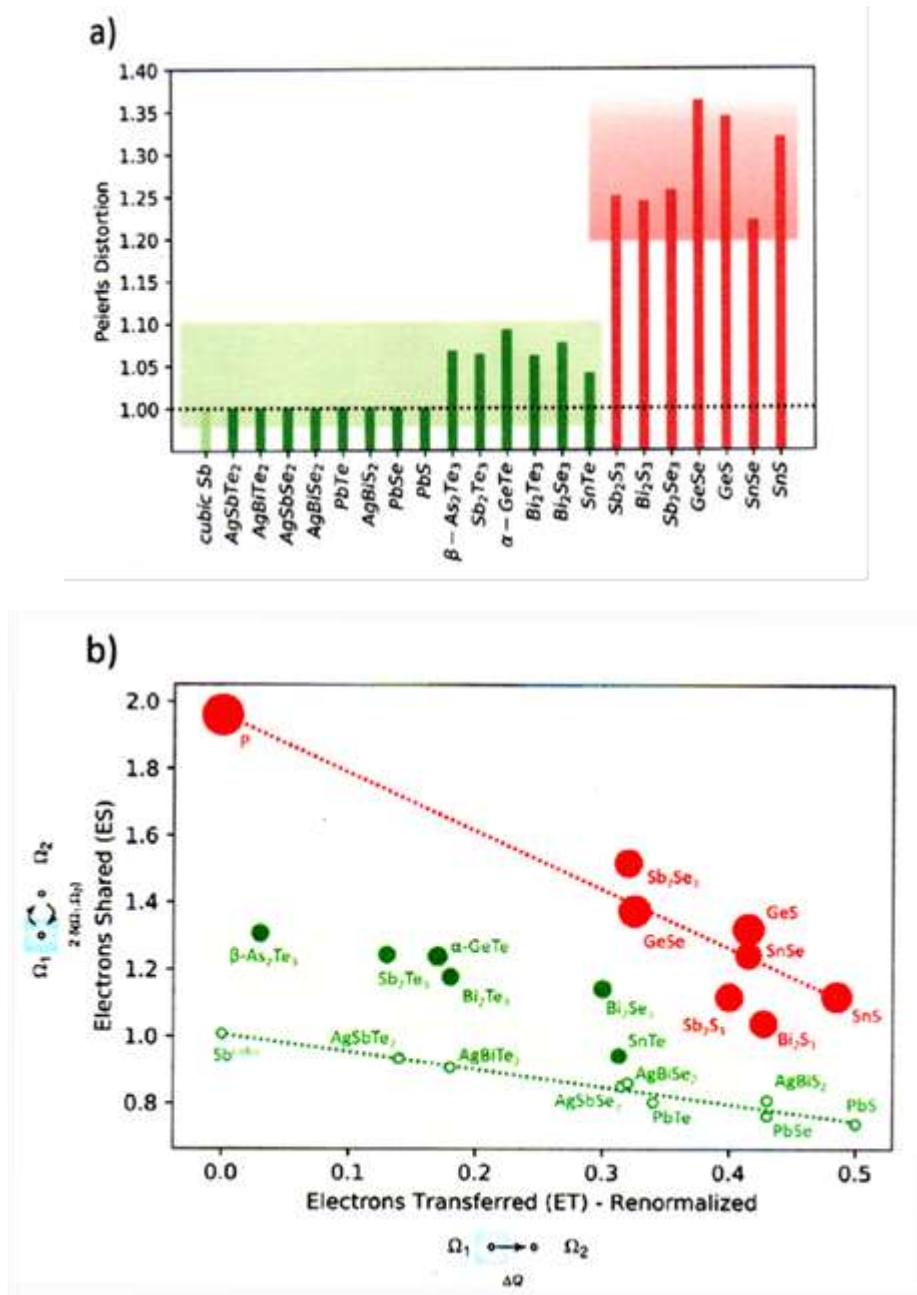 a)
1.40
1.35
1.30
1.25
1.20
1.15
1.10
1.05
1.00
Peierls Distortion
cubic Sb
AgSbTe₂
AgBiTe₂
AgSbSe₂
AgBiSe₂
PbTe
AgBiS₂
PbSe
PbS
β − As₂Te₃
Sb₂Te₃
α − GeTe
Bi₂Te₃
Bi₂Se₃
SnTe
Sb₂S₃
Bi₂S₃
Sb₂Se₃
GeSe
GeS
SnSe
SnS
b)
2.0
1.8
1.6
1.4
1.2
1.0
0.8
Electrons Shared (ES)
Ω₁ Ω₂
P
Sb₂Se₃
GeSe
GeS
SnSe
SnS
Sb₂S₃
Bi₂S₃
β-As₂Te₃
Sb₂Te₃
α-GeTe
Bi₂Te₃
Bi₂Se₃
SnTe
Sb
AgSbTe₂
AgBiTe₂
AgBiSe₂
AgSbSe₂
PbTe
AgBiS₂
PbSe
PbS
0.0 0.1 0.2 0.3 0.4 0.5
Electrons Transferred (ET) - Renormalized
Ω₁ Ω₂
ΔQ